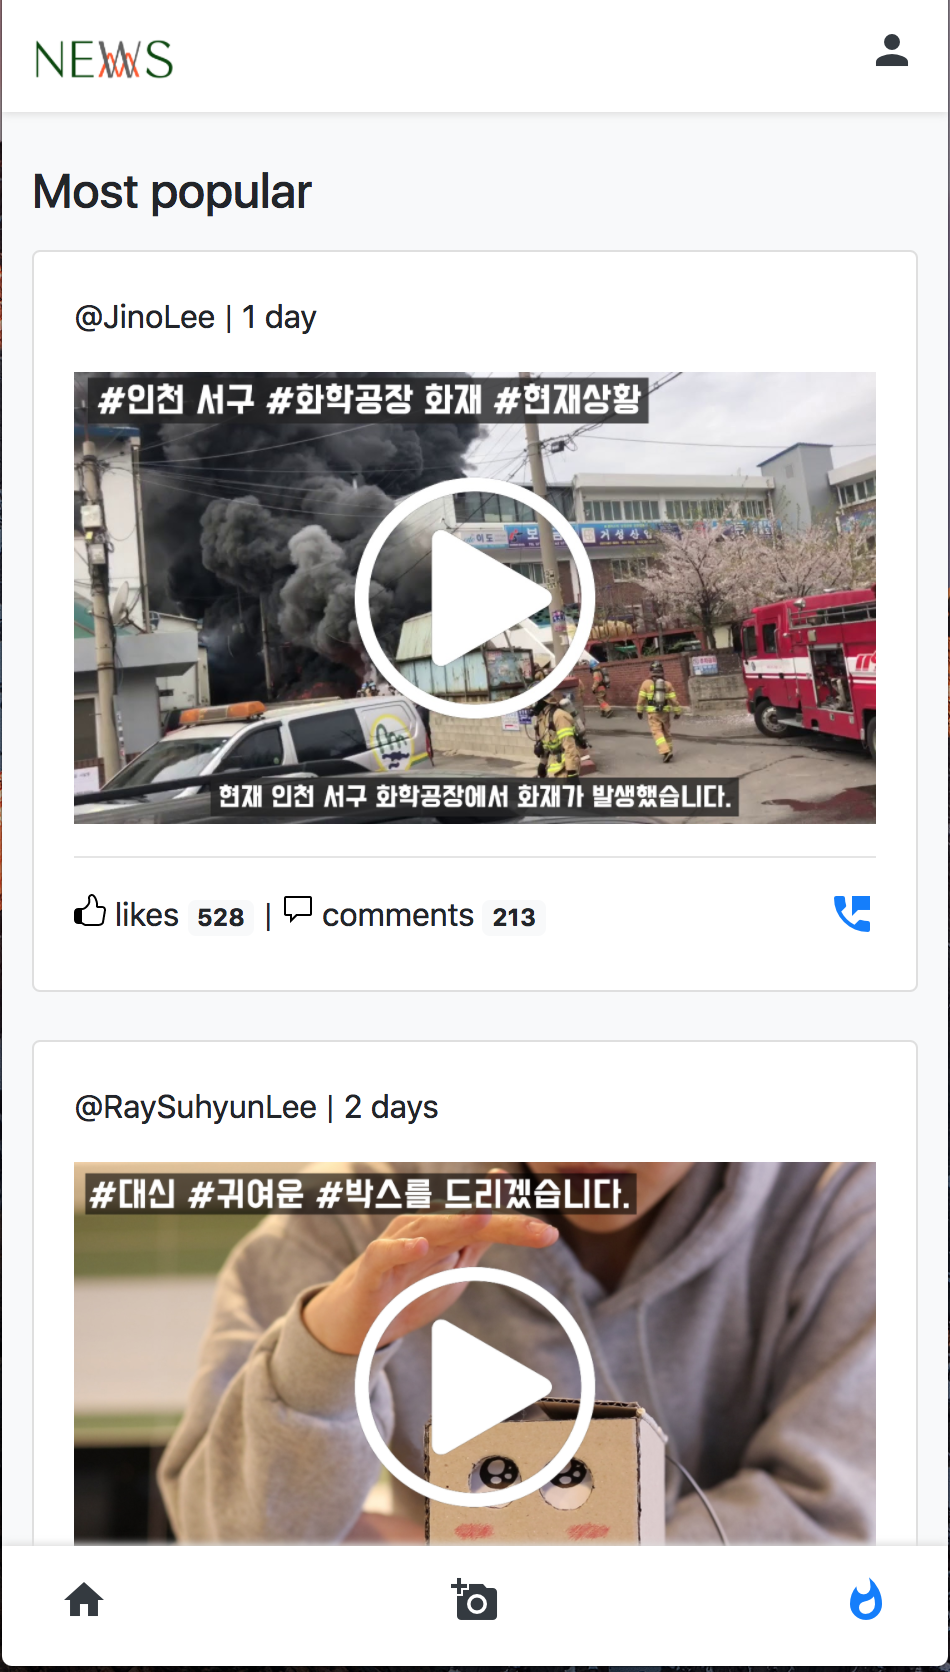 NEWS
Most popular
@JinoLee | 1 day
#인천 서구 #화학공장 화재 #현재상황
현재 인천 서구 화학공장에서 화재가 발생했습니다.
likes 528 | comments 213
@RaySuhyunLee | 2 days
#대신 #귀여운 #박스를 드리겠습니다.